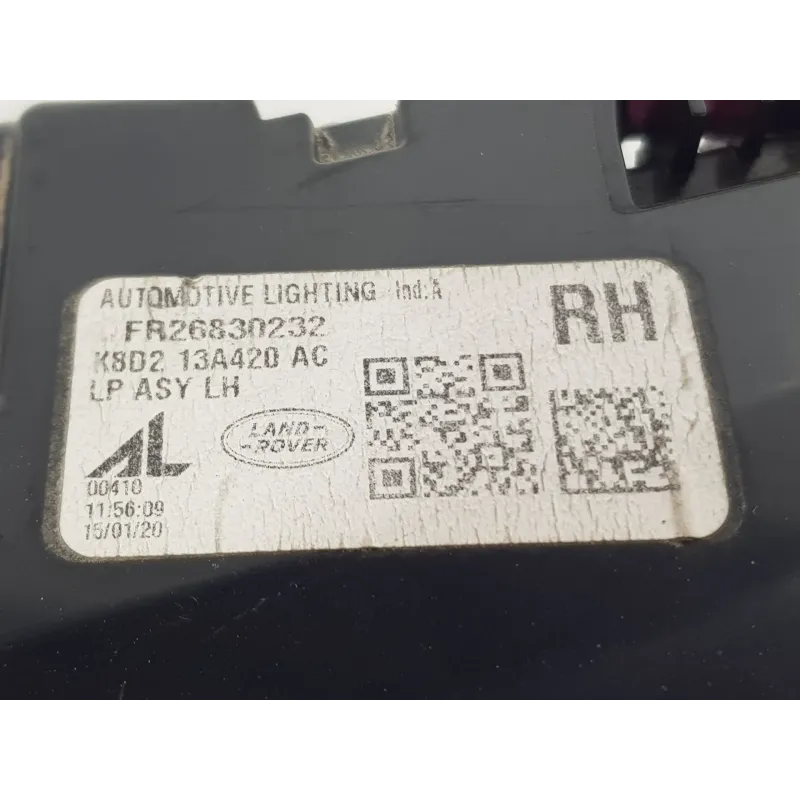 AUTOMOTIVE LIGHTING Ind:A
RH
FR26830232
K8D2 13A420 AC
LP ASY LH
AL
LAND-
-ROVER
00410
11:56:09
15/01/20